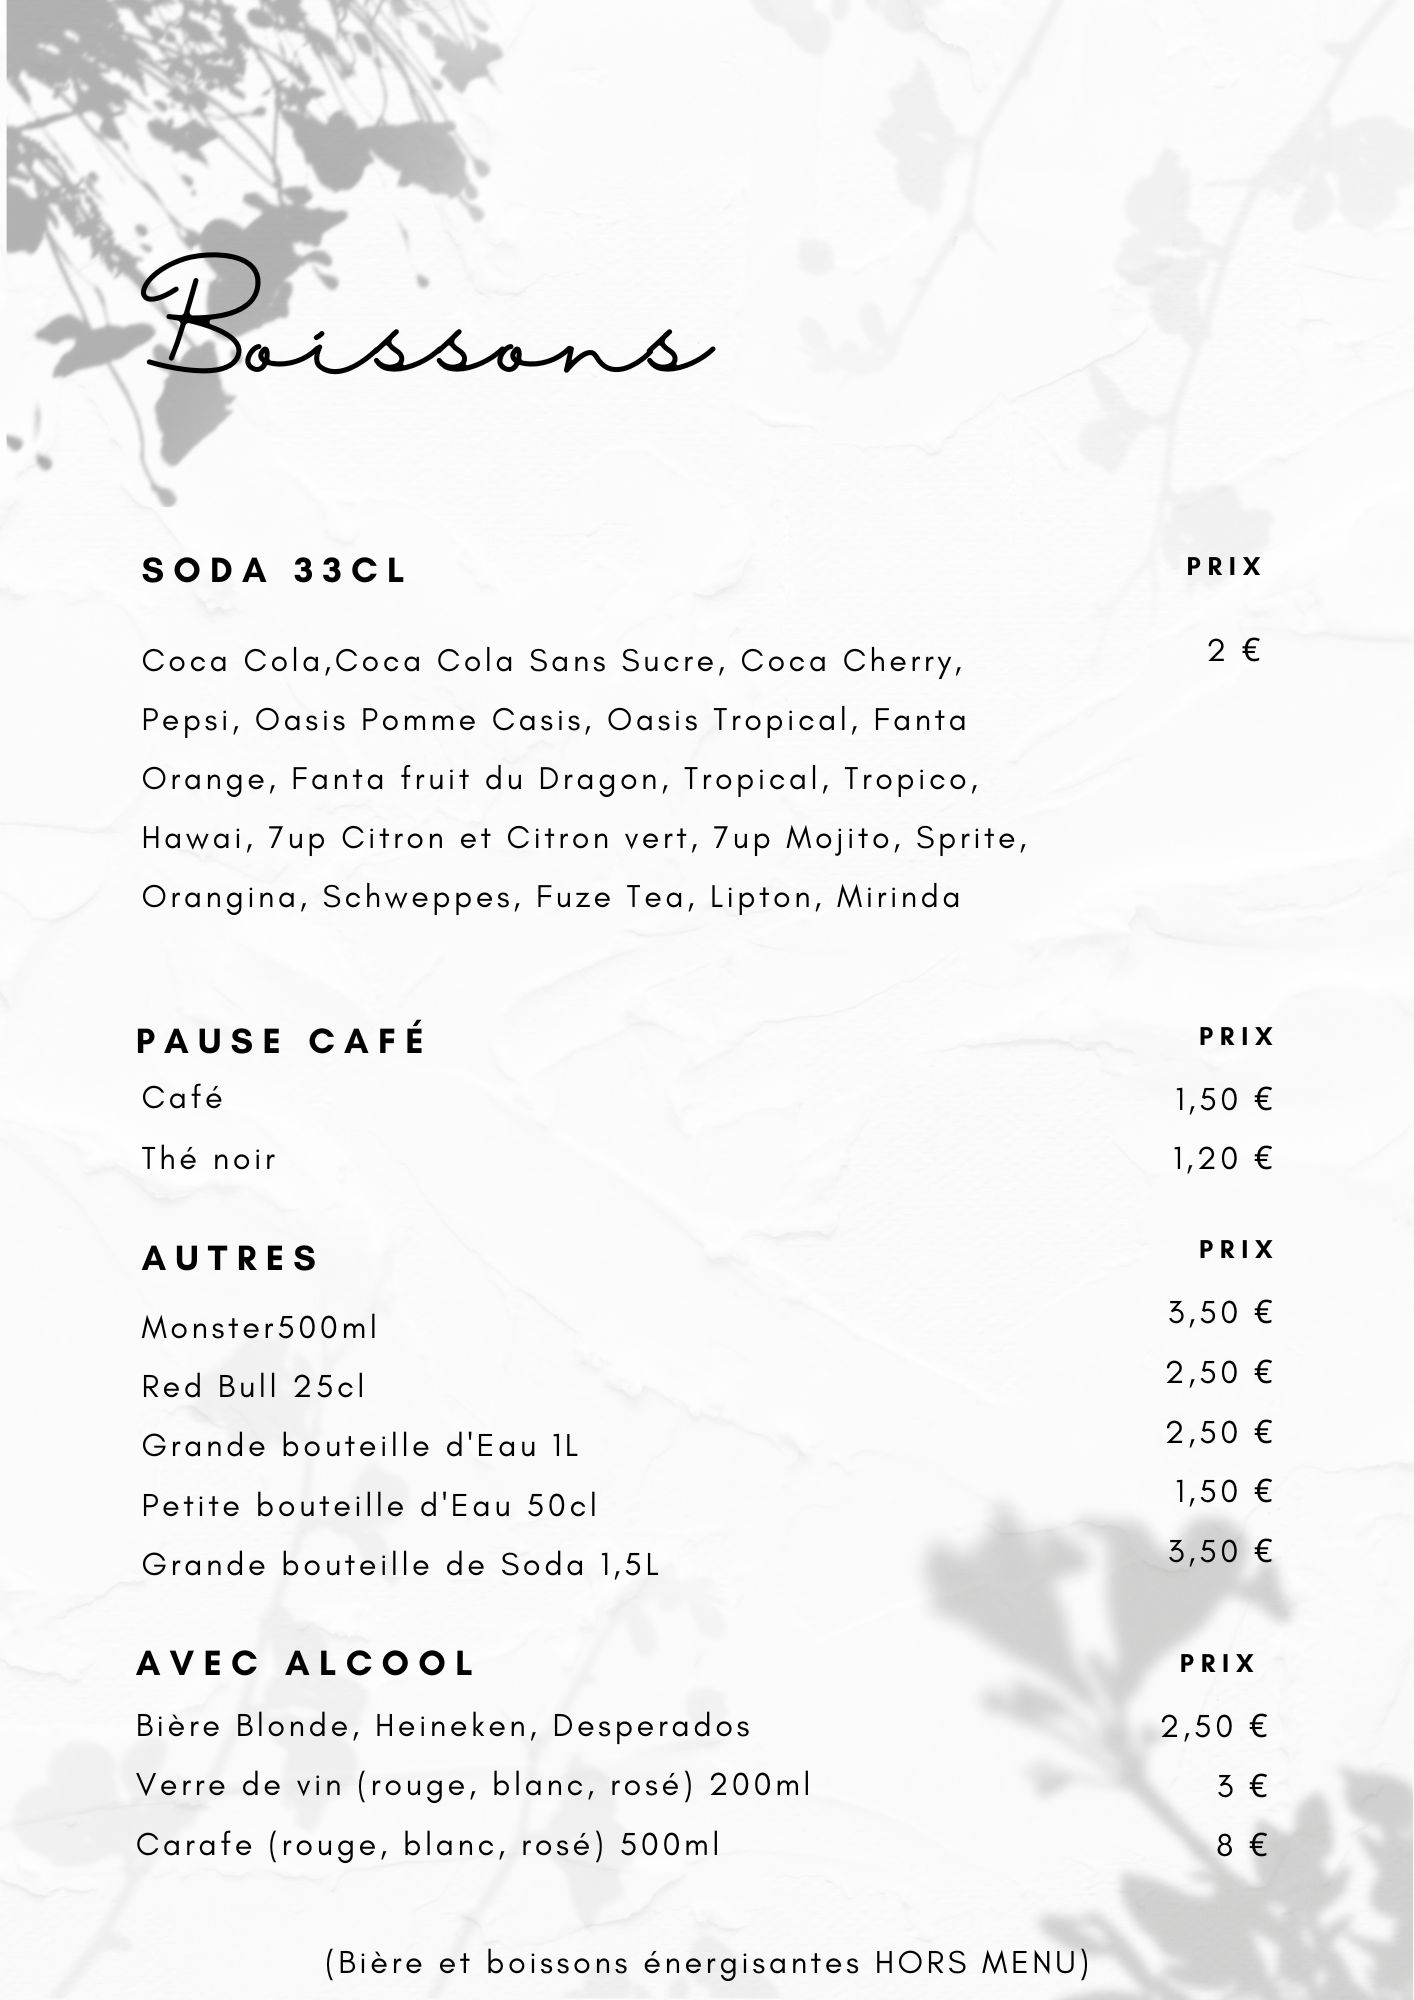 Boissons
SODA 33CL PRIX
Coca Cola,Coca Cola Sans Sucre, Coca Cherry, 2 €
Pepsi, Oasis Pomme Casis, Oasis Tropical, Fanta
Orange, Fanta fruit du Dragon, Tropical, Tropico,
Hawai, 7up Citron et Citron vert, 7up Mojito, Sprite,
Orangina, Schweppes, Fuze Tea, Lipton, Mirinda
PAUSE CAFÉ PRIX
Café 1,50 €
Thé noir 1,20 €
AUTRES PRIX
Monster500ml 3,50 €
Red Bull 25cl 2,50 €
Grande bouteille d'Eau 1L 2,50 €
Petite bouteille d'Eau 50cl 1,50 €
Grande bouteille de Soda 1,5L 3,50 €
AVEC ALCOOL PRIX
Bière Blonde, Heineken, Desperados 2,50 €
Verre de vin (rouge, blanc, rosé) 200ml 3 €
Carafe (rouge, blanc, rosé) 500ml 8 €
(Bière et boissons énergisantes HORS MENU)